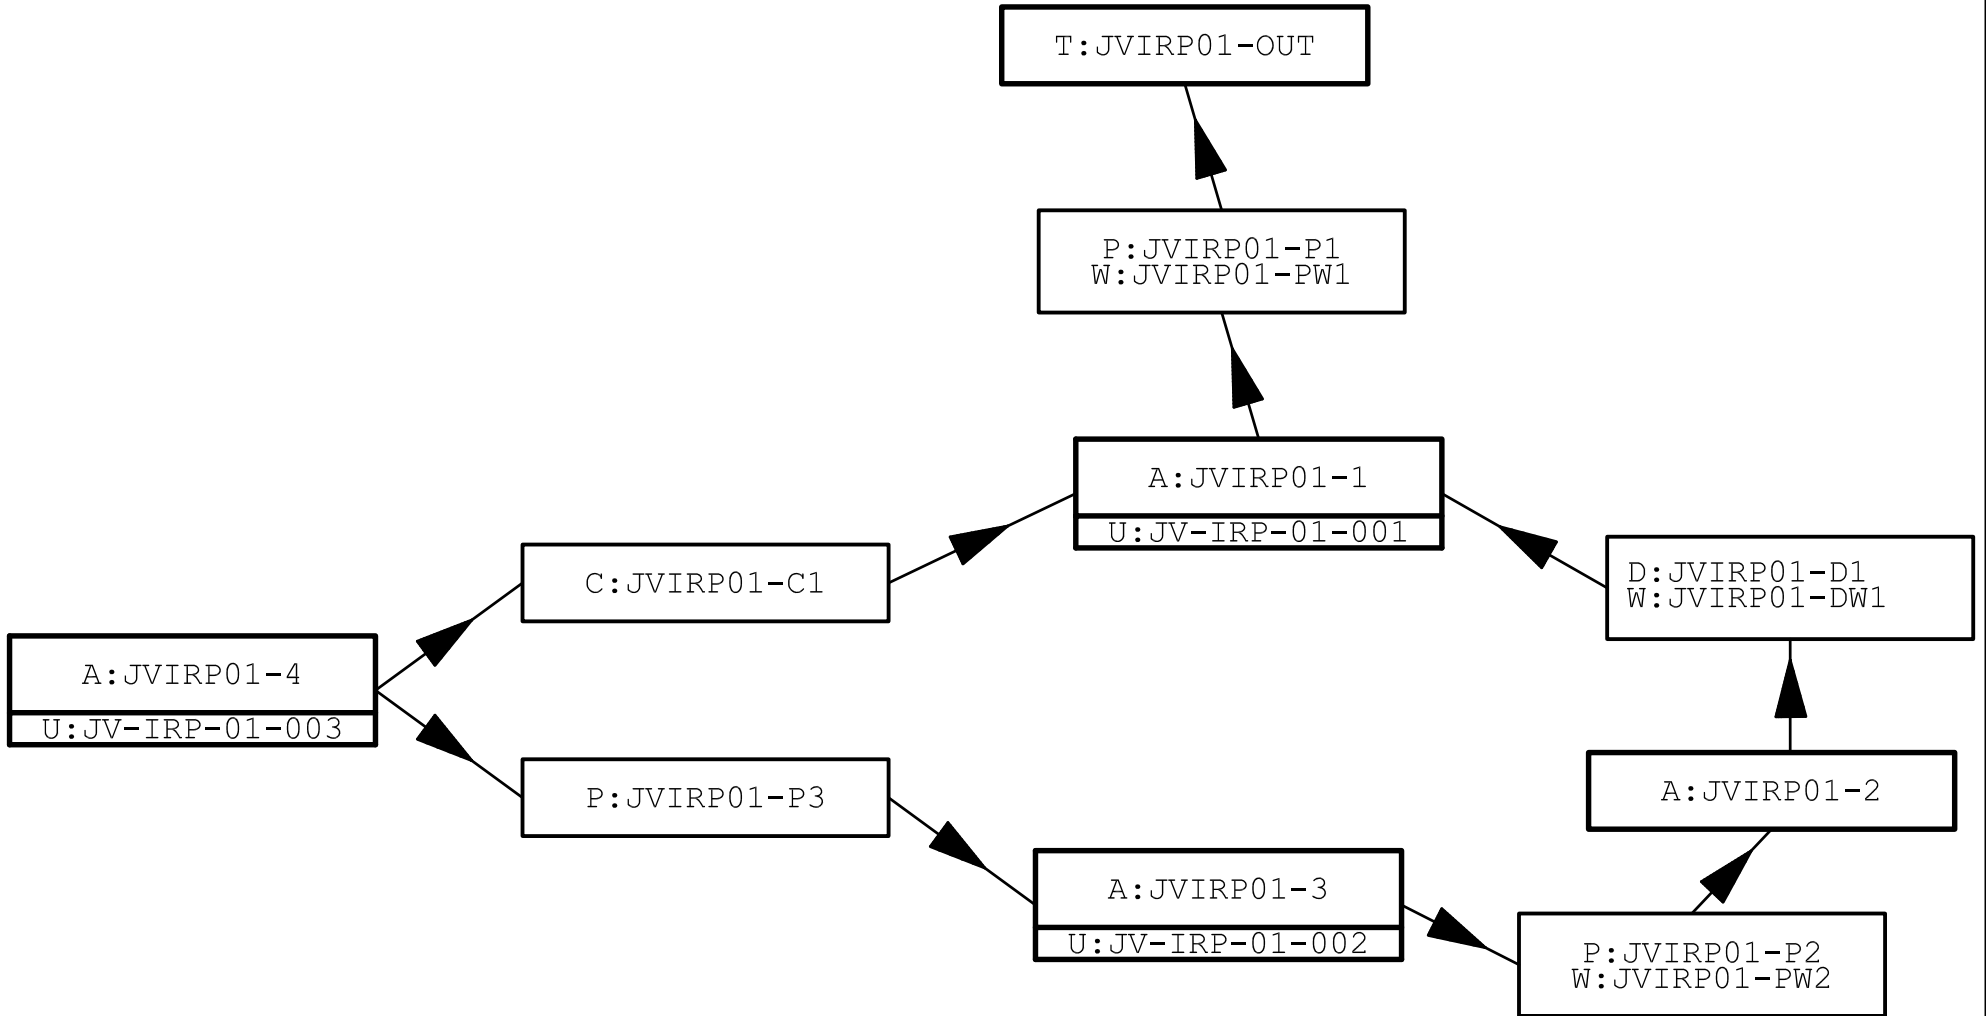 T:JVIRP01-OUT
P:JVIRP01-P1
W:JVIRP01-PW1
A:JVIRP01-1
U:JV-IRP-01-001
C:JVIRP01-C1
D:JVIRP01-D1
W:JVIRP01-DW1
A:JVIRP01-4
U:JV-IRP-01-003
P:JVIRP01-P3
A:JVIRP01-2
A:JVIRP01-3
U:JV-IRP-01-002
P:JVIRP01-P2
W:JVIRP01-PW2